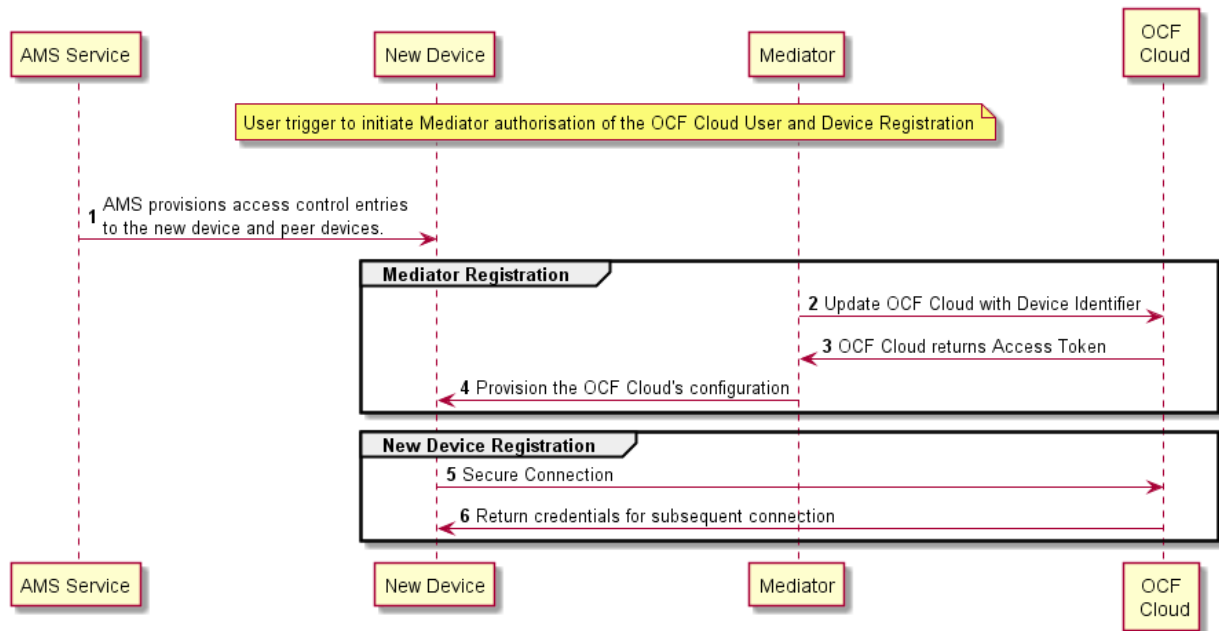 AMS Service
New Device
Mediator
OCF
Cloud
User trigger to initiate Mediator authorisation of the OCF Cloud User and Device Registration
1 AMS provisions access control entries
to the new device and peer devices.
Mediator Registration
2 Update OCF Cloud with Device Identifier
3 OCF Cloud returns Access Token
4 Provision the OCF Cloud's configuration
New Device Registration
5 Secure Connection
6 Return credentials for subsequent connection
AMS Service
New Device
Mediator
OCF
Cloud